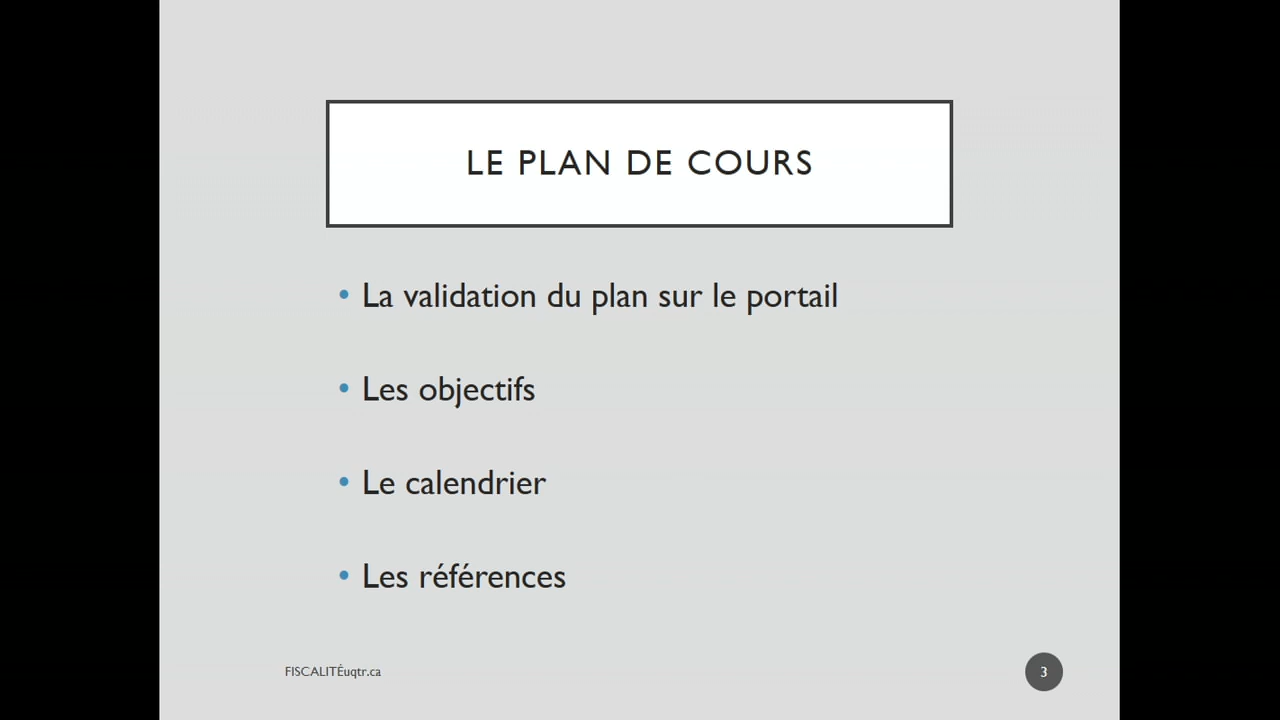 LE PLAN DE COURS
• La validation du plan sur le portail
• Les objectifs
• Le calendrier
• Les références
FISCALITÉuqtr.ca
3